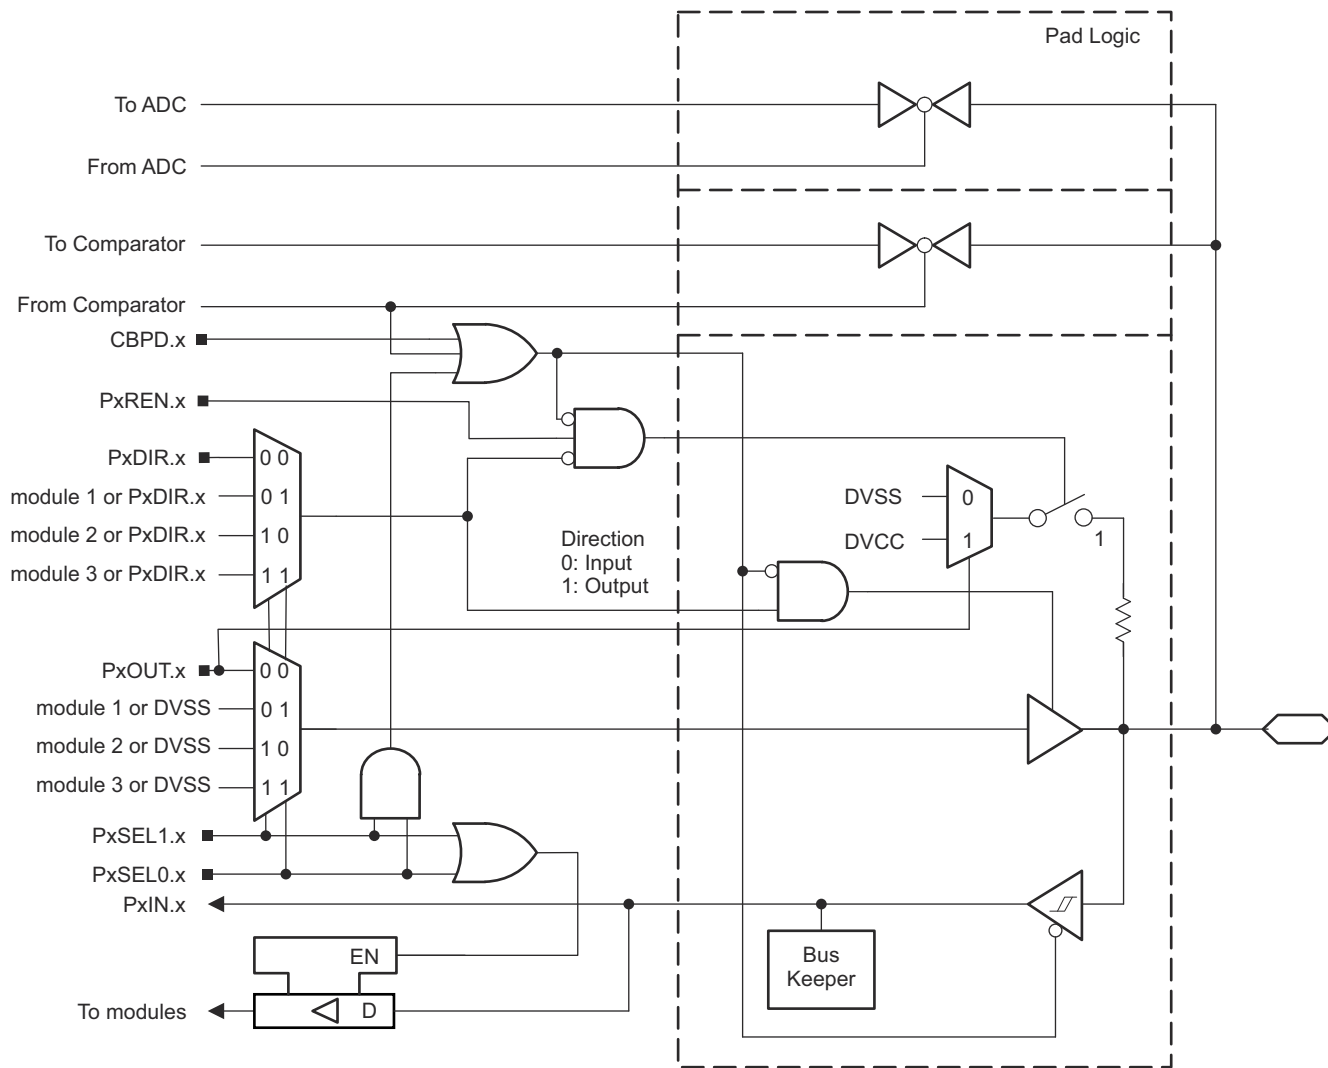 Pad Logic
To ADC
From ADC
To Comparator
From Comparator
CBPD.x
PxREN.x
PxDIR.x
0 0
module 1 or PxDIR.x
0 1
module 2 or PxDIR.x
1 0
module 3 or PxDIR.x
1 1
Direction
0: Input
1: Output
DVSS
0
DVCC
1
1
PxOUT.x
0 0
module 1 or DVSS
0 1
module 2 or DVSS
1 0
module 3 or DVSS
1 1
PxSEL1.x
PxSEL0.x
PxIN.x
EN
Bus
Keeper
To modules
D